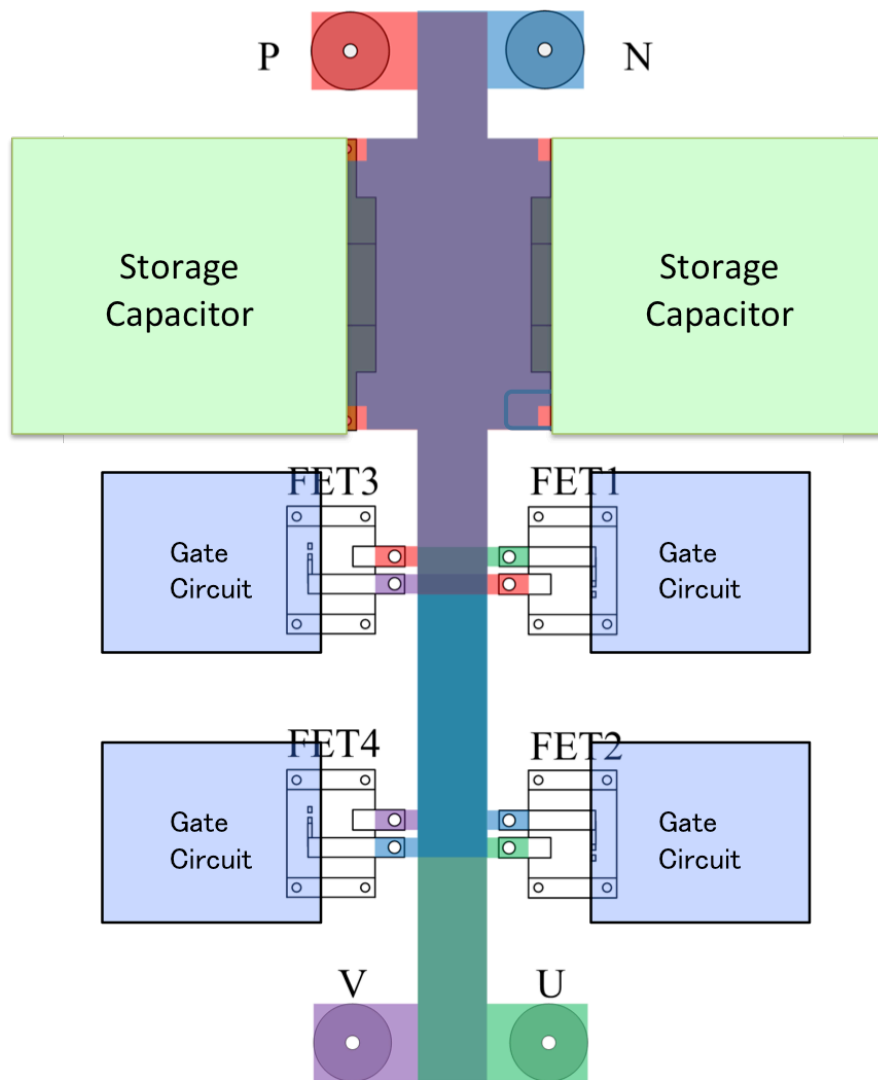 P
N
Storage
Capacitor
Storage
Capacitor
FET3
FET1
Gate
Circuit
Gate
Circuit
FET4
FET2
Gate
Circuit
Gate
Circuit
V
U